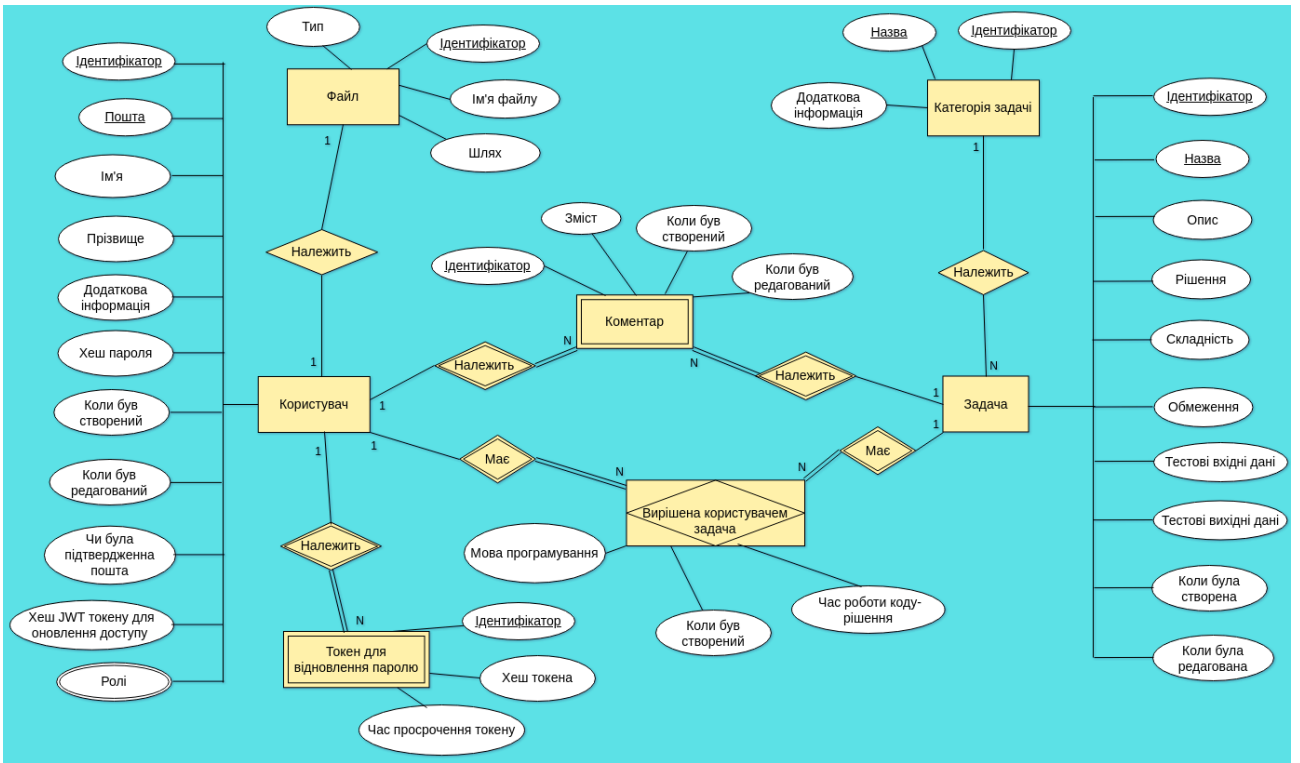 Тип
Ідентифікатор
Ім'я файлу
Шлях
Файл
1
Належить
1
Ідентифікатор
Пошта
Ім'я
Прізвище
Додаткова
інформація
Хеш пароля
Коли був
створений
Коли був
редагований
Чи була
підтвердженна
пошта
Хеш JWT токену для
оновлення доступу
Ролі
Користувач
1
1
1
Назва
Ідентифікатор
Додаткова
інформація
Категорія задачі
1
Належить
N
Зміст
Коли був
створений
Ідентифікатор
Коли був
редагований
Коментар
N
N
Належить
Належить
1
1
Задача
Ідентифікатор
Назва
Опис
Рішення
Складність
Обмеження
Тестові вхідні дані
Тестові вихідні дані
Коли була
створена
Коли була
редагована
Має
Має
N
N
Вирішена користувачем
задача
Мова програмування
Коли був
створений
Час роботи коду-
рішення
Належить
N
Токен для
відновлення паролю
Ідентифікатор
Хеш токена
Час просрочення токену